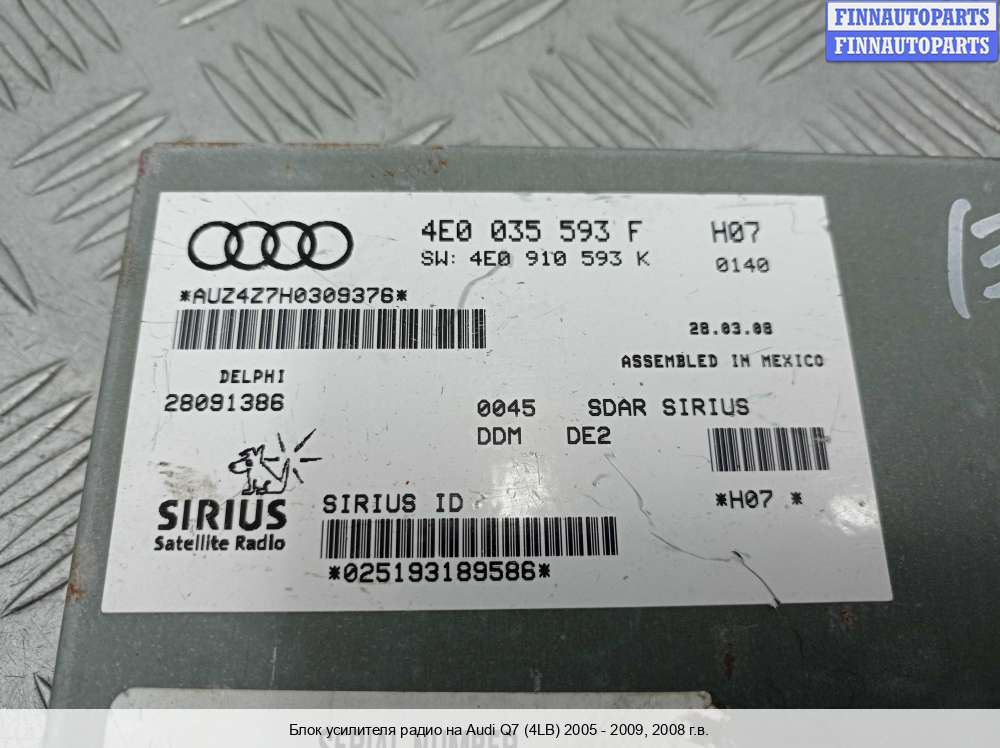 FINNAUTOPARTS
FINNAUTOPARTS
4E0 035 593 F H07
SW: 4E0 910 593 K 0140
*AUZ4Z7H0309376*
28.03.08
ASSEMBLED IN MEXICO
DELPHI
28091386
0045 SDAR SIRIUS
DDM DE2
*H07 *
SIRIUS
Satellite Radio
SIRIUS ID
*025193189586*
SERIAL NUMBER
Блок усилителя радио на Audi Q7 (4LB) 2005 - 2009, 2008 г.в.